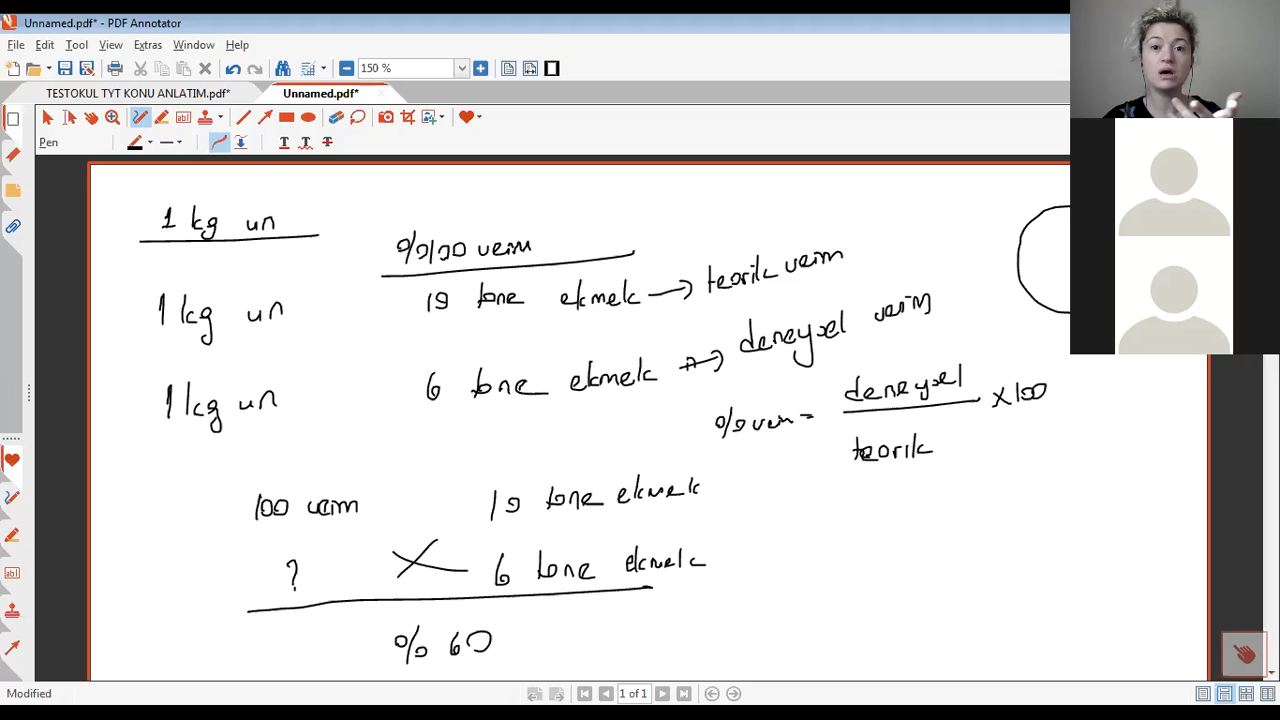 Unnamed.pdf* - PDF Annotator
File Edit Tool View Extras Window Help
150 %
TESTOKUL TYT KONU ANLATIM.pdf* Unnamed.pdf*
Pen
1 kg un
%100 verim
1 kg un 10 tane ekmek → teorik verim
1 kg un 6 tane ekmek → deneysel verim
% verim = deneysel x100
teorik
100 verim 10 tane ekmek
? 6 tane ekmek
% 60
Modified 1 of 1